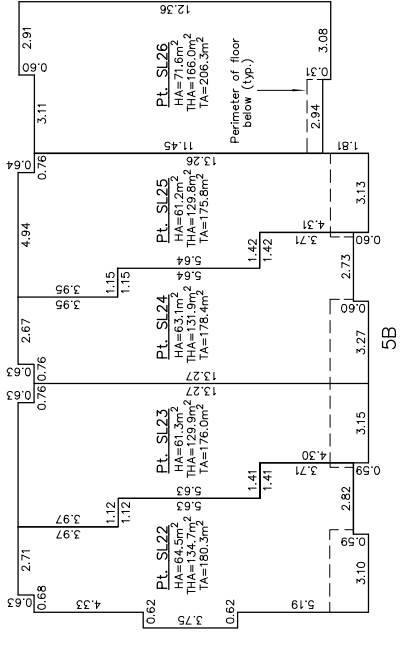 12.36
2.91
0.60
3.11
Pt. SL26
HA=71.6m²
THA=166.0m²
TA=206.3m²
Perimeter of floor
below (typ.)
3.08
0.31
2.94
11.45
1.81
13.26
0.64
0.76
4.94
Pt. SL25
HA=61.2m²
THA=129.8m²
TA=175.8m²
3.13
4.31
3.71
0.60
1.42
1.42
5.64
5.64
1.15
1.15
3.95
3.95
2.73
2.67
Pt. SL24
HA=63.1m²
THA=131.9m²
TA=178.4m²
0.60
3.27
0.63
0.76
13.27
13.27
5B
0.63
0.76
Pt. SL23
HA=61.3m²
THA=129.9m²
TA=176.0m²
3.15
4.30
3.71
0.59
1.41
1.41
5.63
5.63
1.12
1.12
3.97
3.97
2.82
2.71
Pt. SL22
HA=64.5m²
THA=134.7m²
TA=180.3m²
0.59
3.10
0.63
0.68
4.33
0.62
3.75
0.62
5.19